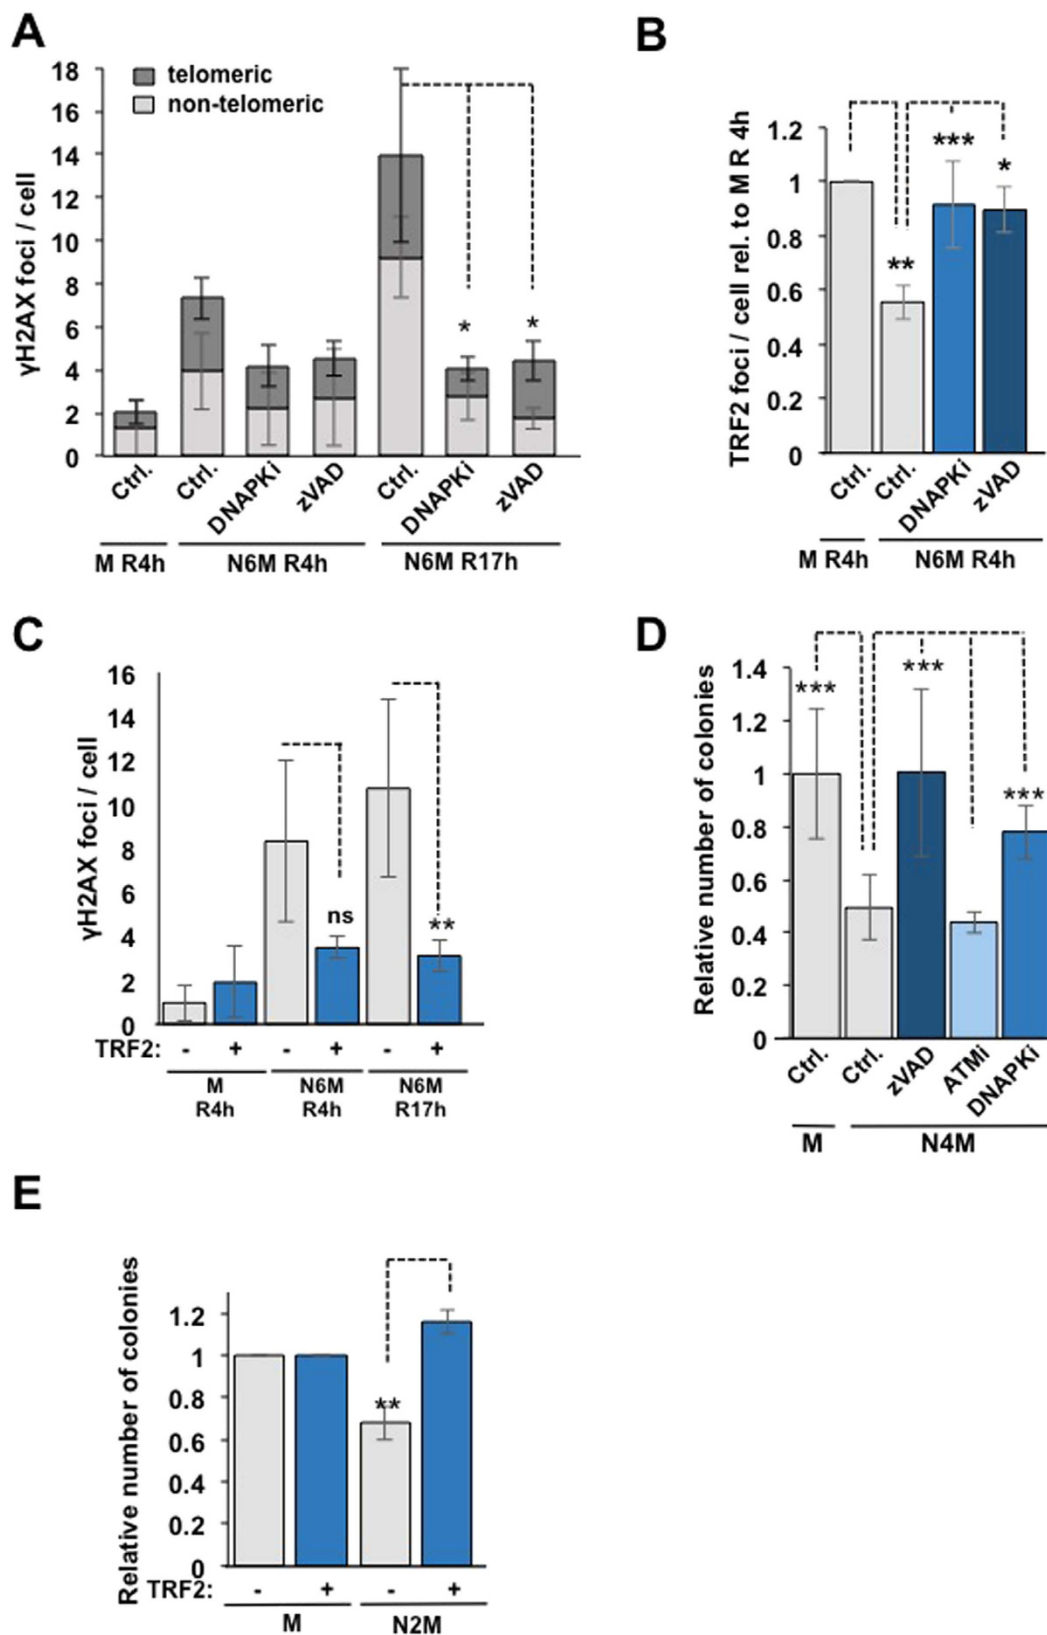 A
18
16
14
12
10
8
6
4
2
0
γH2AX foci / cell
telomeric
non-telomeric
* *
Ctrl. Ctrl. DNAPKi zVAD Ctrl. DNAPKi zVAD
M R4h N6M R4h N6M R17h
B
1.2
1
0.8
0.6
0.4
0.2
0
TRF2 foci / cell rel. to M R 4h
** *** *
Ctrl. Ctrl. DNAPKi zVAD
M R4h N6M R4h
C
16
14
12
10
8
6
4
2
0
γH2AX foci / cell
ns **
TRF2: - + - + - +
M N6M N6M
R4h R4h R17h
D
1.4
1.2
1
0.8
0.6
0.4
0.2
0
Relative number of colonies
*** *** ***
Ctrl. Ctrl. zVAD ATMi DNAPKi
M N4M
E
1.2
1
0.8
0.6
0.4
0.2
0
Relative number of colonies
**
TRF2: - + - +
M N2M